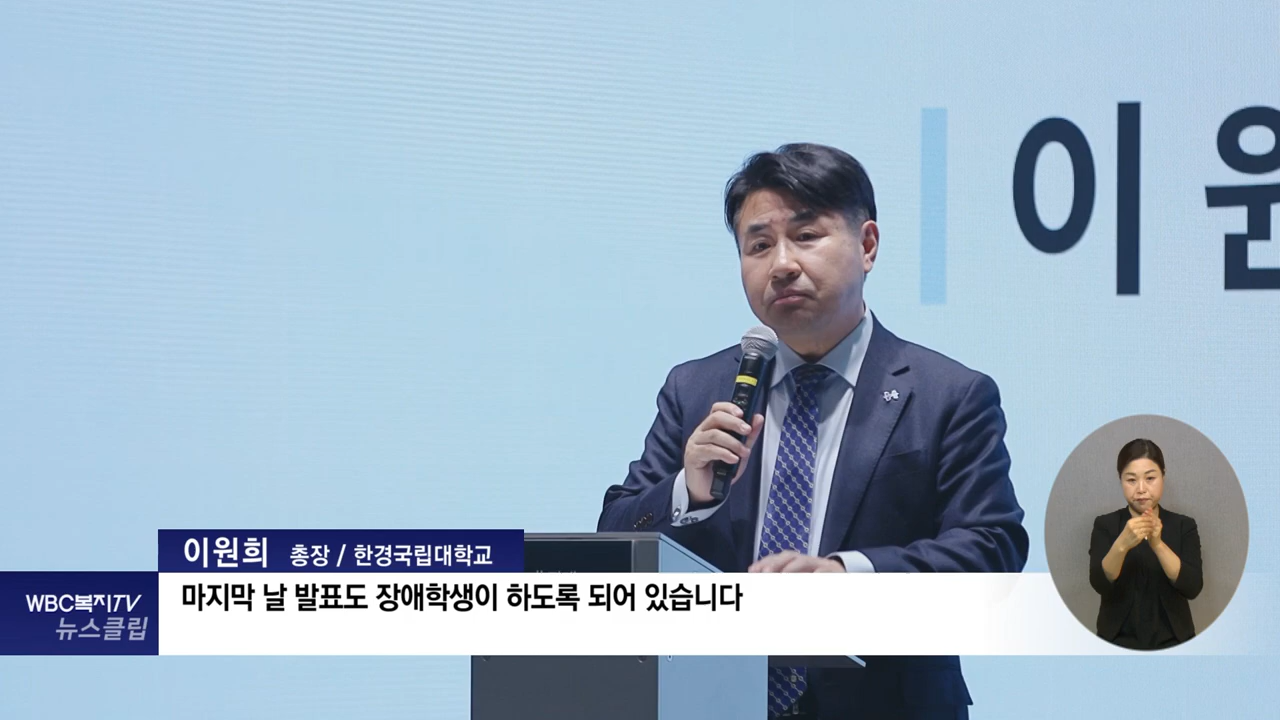 이원
이원희 총장 / 한경국립대학교
WBC복지TV
뉴스클립
마지막 날 발표도 장애학생이 하도록 되어 있습니다